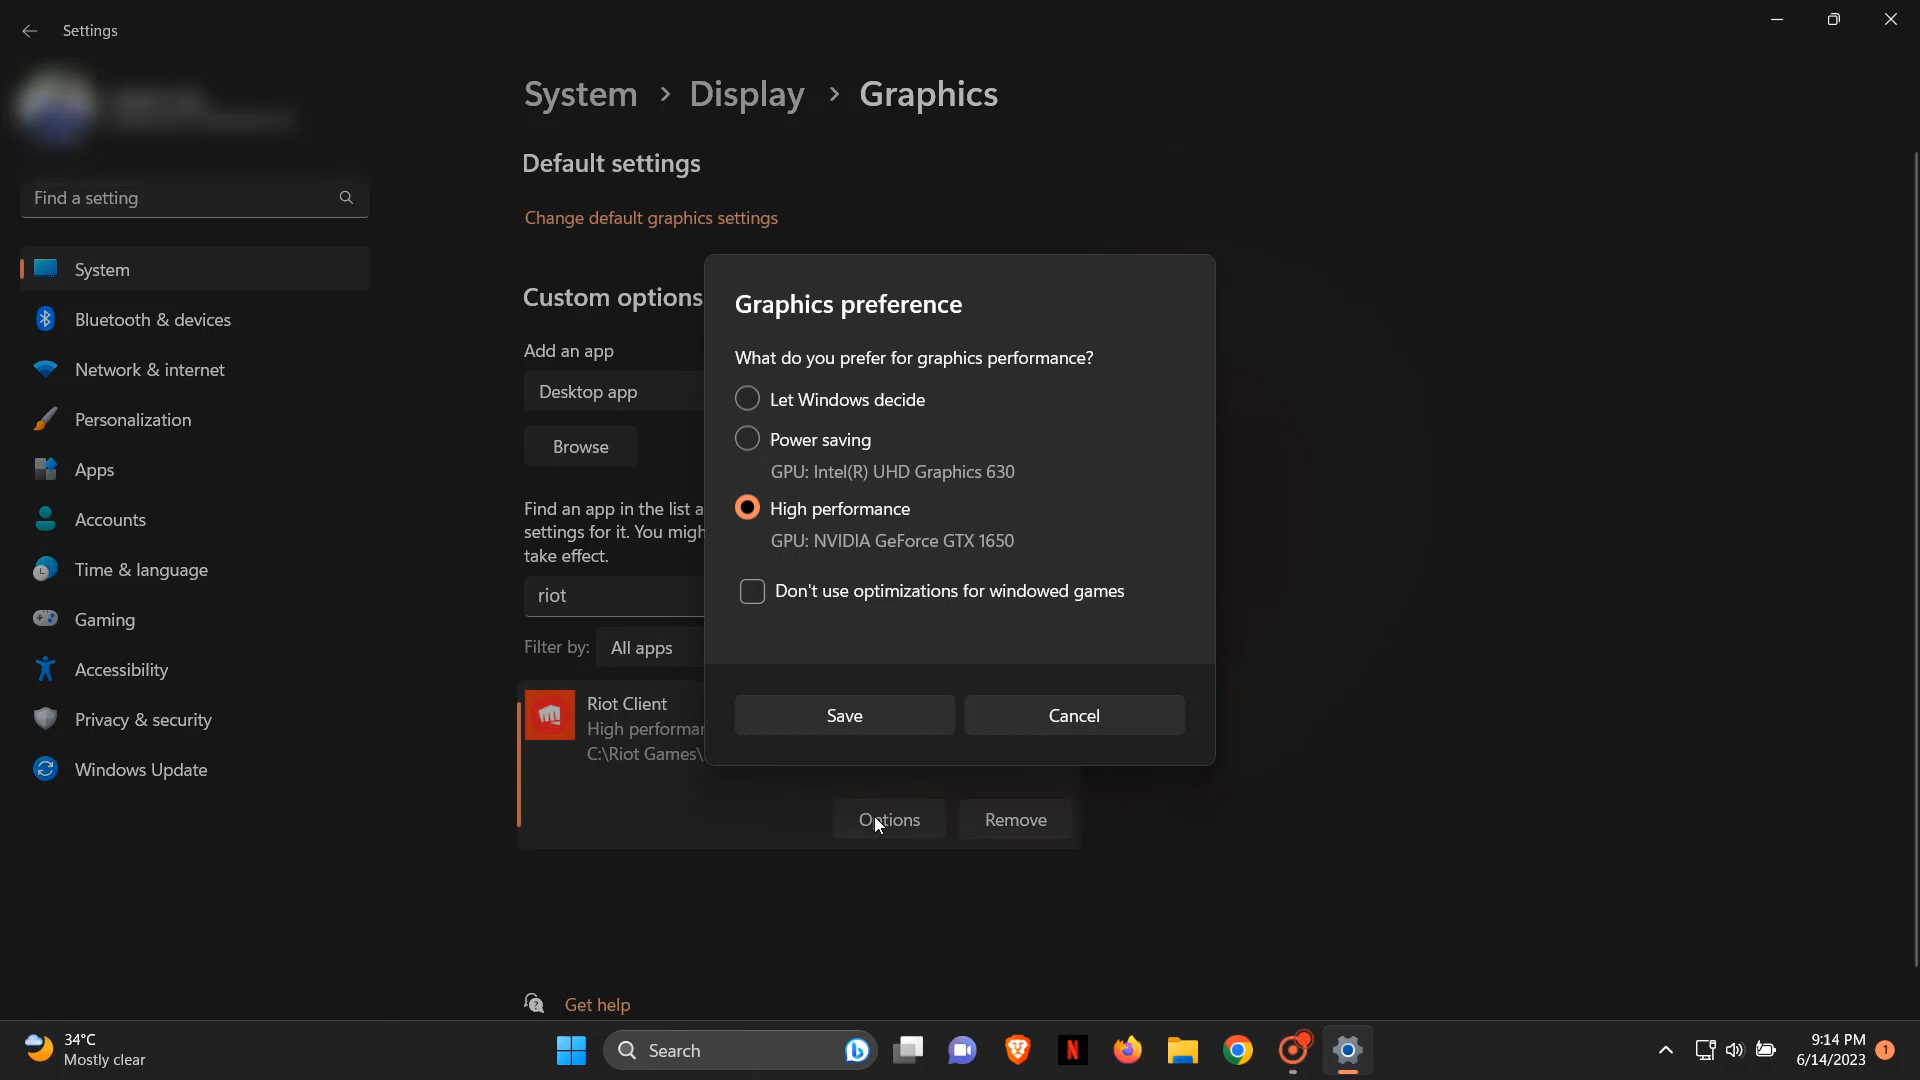 Settings
System > Display > Graphics
Default settings
Find a setting
Change default graphics settings
System
Bluetooth & devices
Network & internet
Personalization
Apps
Accounts
Time & language
Gaming
Accessibility
Privacy & security
Windows Update
Custom options
Add an app
Desktop app
Browse
Find an app in the list
settings for it. You
take effect.
riot
Filter by: All apps
Riot Client
High
C:\Riot Games\
Options
Remove
Graphics preference
What do you prefer for graphics performance?
Let Windows decide
Power saving
GPU: Intel(R) UHD Graphics 630
High performance
GPU: NVIDIA GeForce GTX 1650
Don't use optimizations for windowed games
Save
Cancel
Get help
34°C
Mostly clear
Search
N
9:14 PM
6/14/2023
1